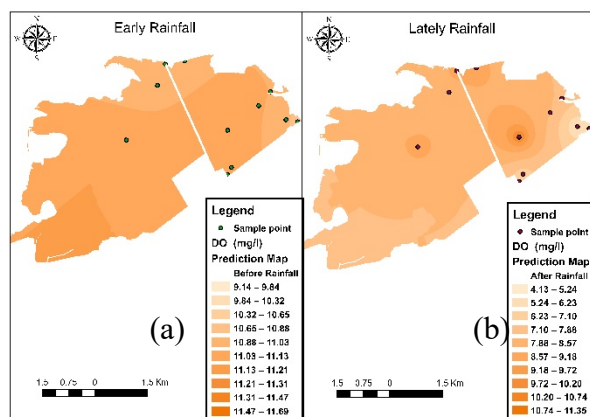 Early Rainfall
N
W
E
S
Legend
Sample point
DO (mg/l)
Prediction Map
Before Rainfall
9.14 – 9.84
9.84 – 10.32
10.32 – 10.65
10.65 – 10.88
10.88 – 11.03
11.03 – 11.13
11.13 – 11.21
11.21 – 11.31
11.31 – 11.47
11.47 – 11.69
(a)
1.5 0.75 0 1.5 Km
Lately Rainfall
N
W
E
S
Legend
Sample point
DO (mg/l)
Prediction Map
After Rainfall
4.13 – 5.24
5.24 – 6.23
6.23 – 7.10
7.10 – 7.88
7.88 – 8.57
8.57 – 9.18
9.18 – 9.72
9.72 – 10.20
10.20 – 10.74
10.74 – 11.35
(b)
1.5 0.75 0 1.5 Km